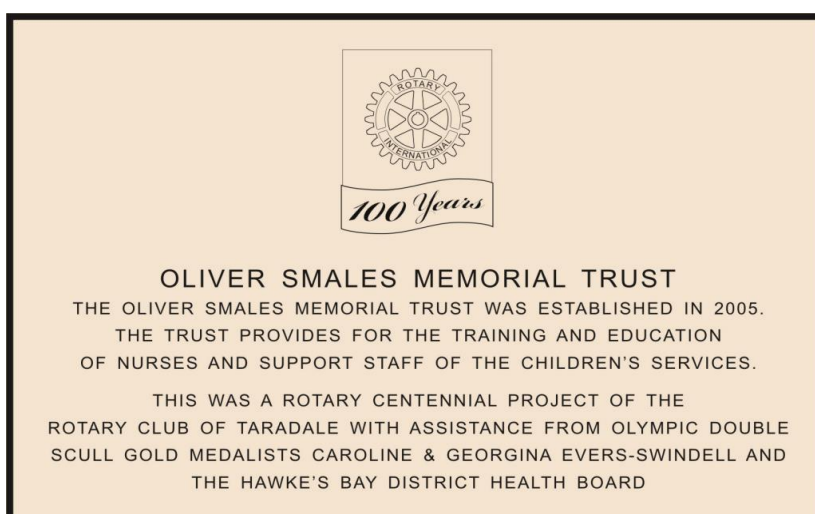 ROTARY
INTERNATIONAL
100 Years
OLIVER SMALES MEMORIAL TRUST
THE OLIVER SMALES MEMORIAL TRUST WAS ESTABLISHED IN 2005.
THE TRUST PROVIDES FOR THE TRAINING AND EDUCATION
OF NURSES AND SUPPORT STAFF OF THE CHILDREN'S SERVICES.
THIS WAS A ROTARY CENTENNIAL PROJECT OF THE
ROTARY CLUB OF TARADALE WITH ASSISTANCE FROM OLYMPIC DOUBLE
SCULL GOLD MEDALISTS CAROLINE & GEORGINA EVERS-SWINDELL AND
THE HAWKE'S BAY DISTRICT HEALTH BOARD